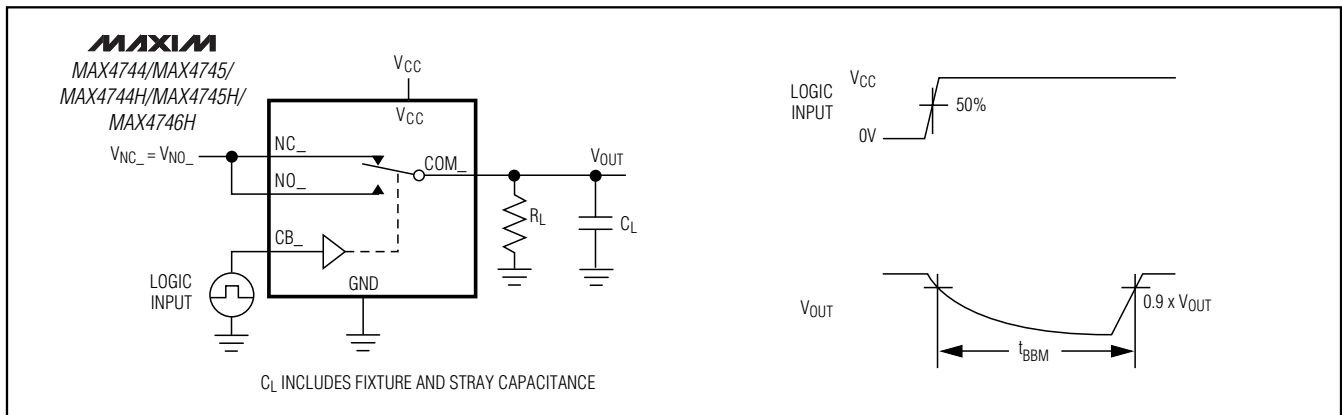 MAXIM
MAX4744/MAX4745/
MAX4744H/MAX4745H/
MAX4746H
VCC
VCC
VNC_ = VNO_
NC_
NO_
COM_
VOUT
RL
CL
CB_
LOGIC
INPUT
GND
CL INCLUDES FIXTURE AND STRAY CAPACITANCE
LOGIC
INPUT
VCC
50%
0V
VOUT
0.9 x VOUT
tBBM